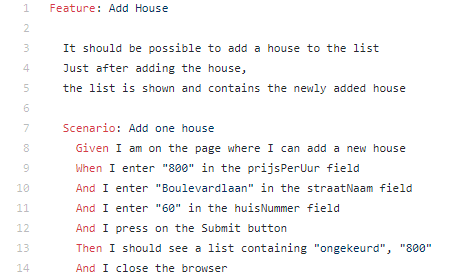 1 Feature: Add House
2
3 It should be possible to add a house to the list
4 Just after adding the house,
5 the list is shown and contains the newly added house
6
7 Scenario: Add one house
8 Given I am on the page where I can add a new house
9 When I enter "800" in the prijsPerUur field
10 And I enter "Boulevardlaan" in the straatNaam field
11 And I enter "60" in the huisNummer field
12 And I press on the Submit button
13 Then I should see a list containing "ongekeurd", "800"
14 And I close the browser